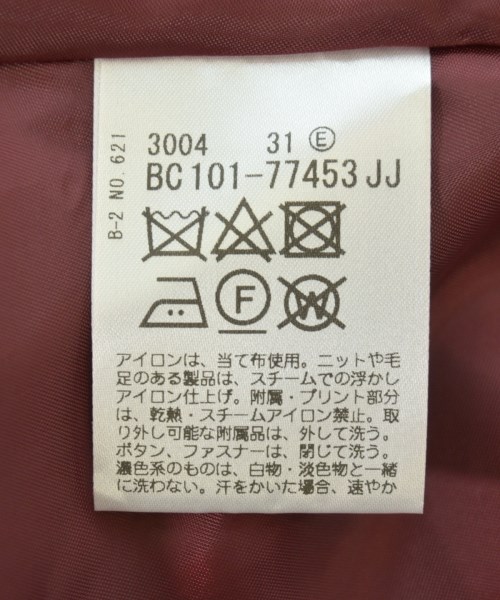 B-2 NO.621
3004 31 Ⓔ
BC101-77453JJ
F
W
アイロンは、当て布使用。ニットや毛
足のある製品は、スチームでの浮かし
アイロン仕上げ。附属・プリント部分
は、乾熱・スチームアイロン禁止。取
り外し可能な附属品は、外して洗う。
ボタン、ファスナーは、閉じて洗う。
濃色系のものは、白物・淡色物と一緒
に洗わない。汗をかいた場合、速やか